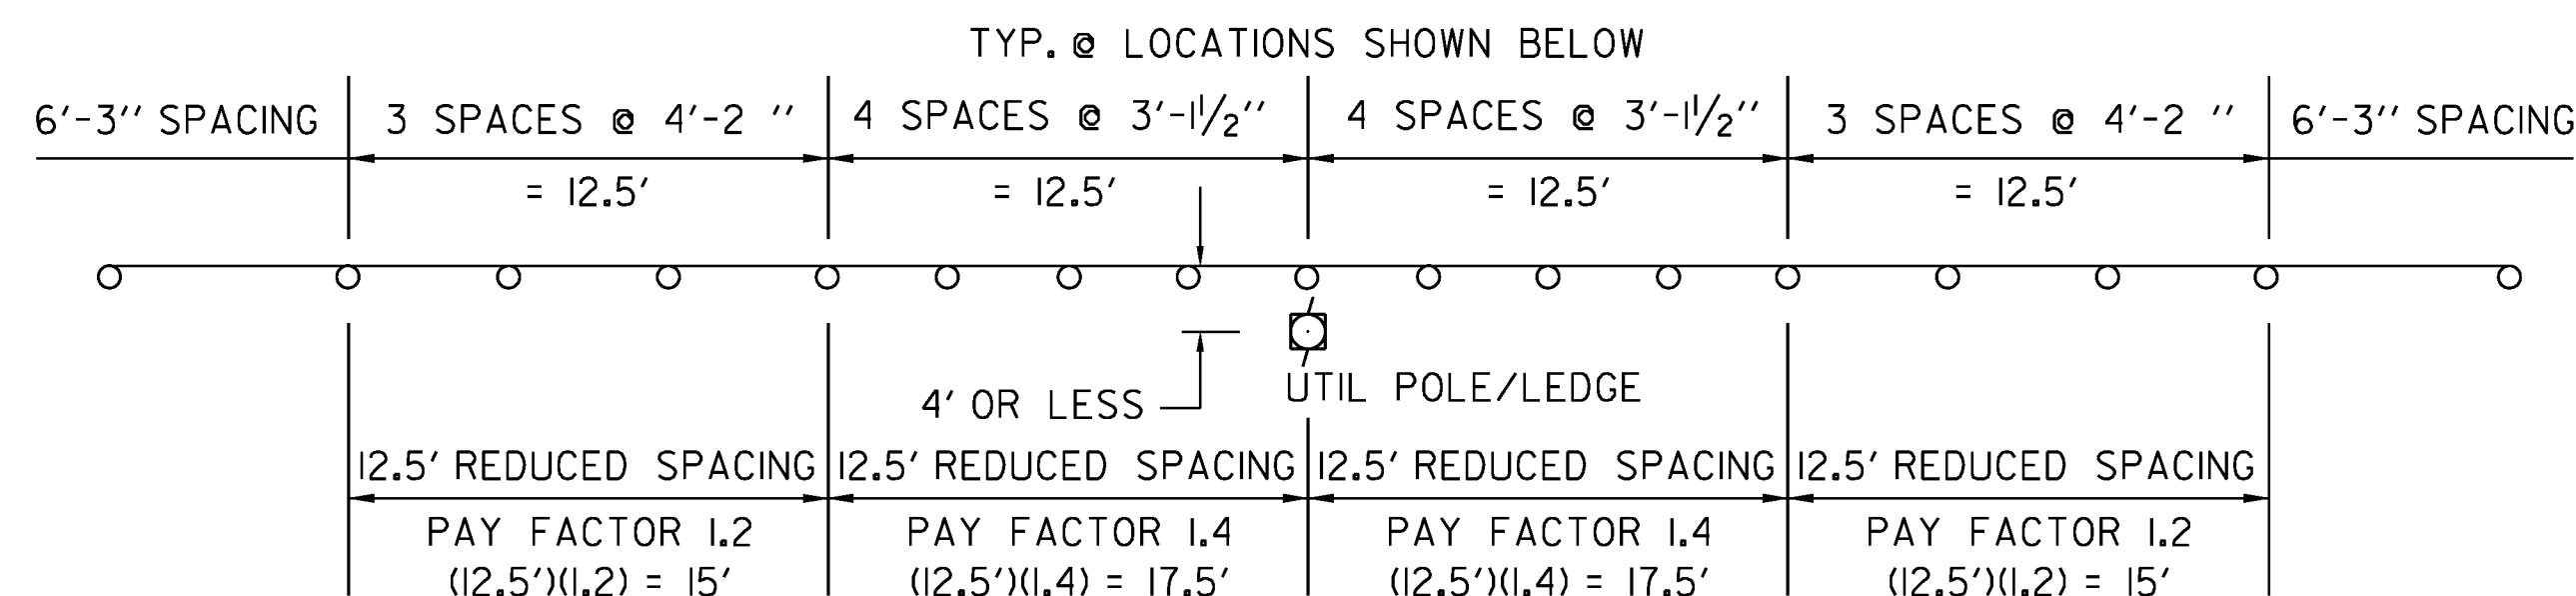 TYP. @ LOCATIONS SHOWN BELOW
6'-3'' SPACING
3 SPACES @ 4'-2 ''
= 12.5'
4 SPACES @ 3'-1 1/2''
= 12.5'
4 SPACES @ 3'-1 1/2''
= 12.5'
3 SPACES @ 4'-2 ''
= 12.5'
6'-3'' SPACING
4' OR LESS
UTIL POLE/LEDGE
12.5' REDUCED SPACING
PAY FACTOR 1.2
(12.5')(1.2) = 15'
12.5' REDUCED SPACING
PAY FACTOR 1.4
(12.5')(1.4) = 17.5'
12.5' REDUCED SPACING
PAY FACTOR 1.4
(12.5')(1.4) = 17.5'
12.5' REDUCED SPACING
PAY FACTOR 1.2
(12.5')(1.2) = 15'